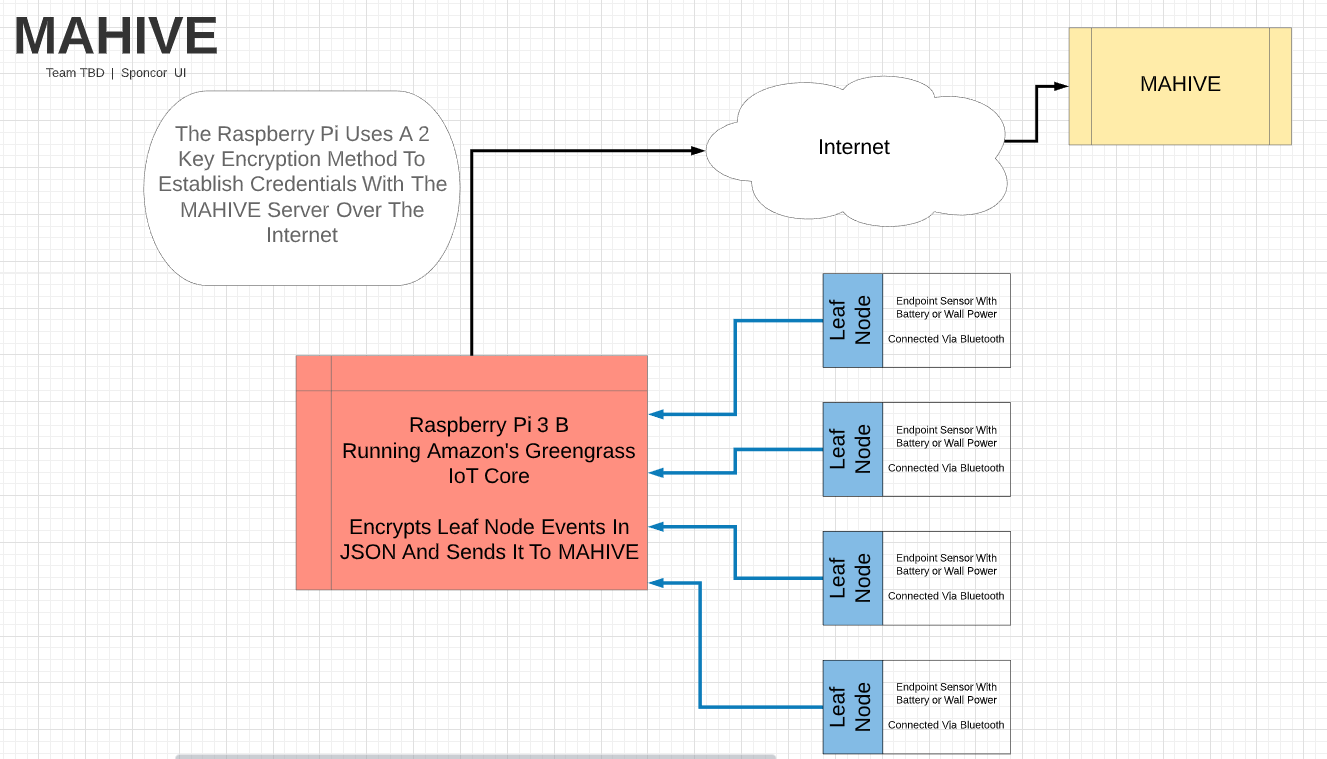 MAHIVE
Team TBD | Sponcor UI
The Raspberry Pi Uses A 2
Key Encryption Method To
Establish Credentials With The
MAHIVE Server Over The
Internet
Internet
MAHIVE
Raspberry Pi 3 B
Running Amazon's Greengrass
IoT Core
Encrypts Leaf Node Events In
JSON And Sends It To MAHIVE
Leaf
Node
Endpoint Sensor With
Battery or Wall Power
Connected Via Bluetooth
Leaf
Node
Endpoint Sensor With
Battery or Wall Power
Connected Via Bluetooth
Leaf
Node
Endpoint Sensor With
Battery or Wall Power
Connected Via Bluetooth
Leaf
Node
Endpoint Sensor With
Battery or Wall Power
Connected Via Bluetooth